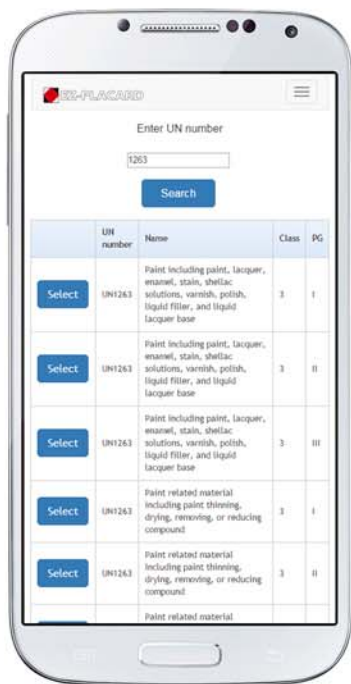 EZ-PLACARD
Enter UN number
1263
Search
UN
number Name Class PG
Paint including paint, lacquer,
enamel, stain, shellac
Select UN1263 solutions, varnish, polish, 3 I
liquid filler, and liquid
lacquer base
Paint including paint, lacquer,
enamel, stain, shellac
Select UN1263 solutions, varnish, polish, 3 II
liquid filler, and liquid
lacquer base
Paint including paint, lacquer,
enamel, stain, shellac
Select UN1263 solutions, varnish, polish, 3 III
liquid filler, and liquid
lacquer base
Paint related material
Select UN1263 including paint thinning, 3 I
drying, removing, or reducing
compound
Paint related material
Select UN1263 including paint thinning, 3 II
drying, removing, or reducing
compound
Paint related material